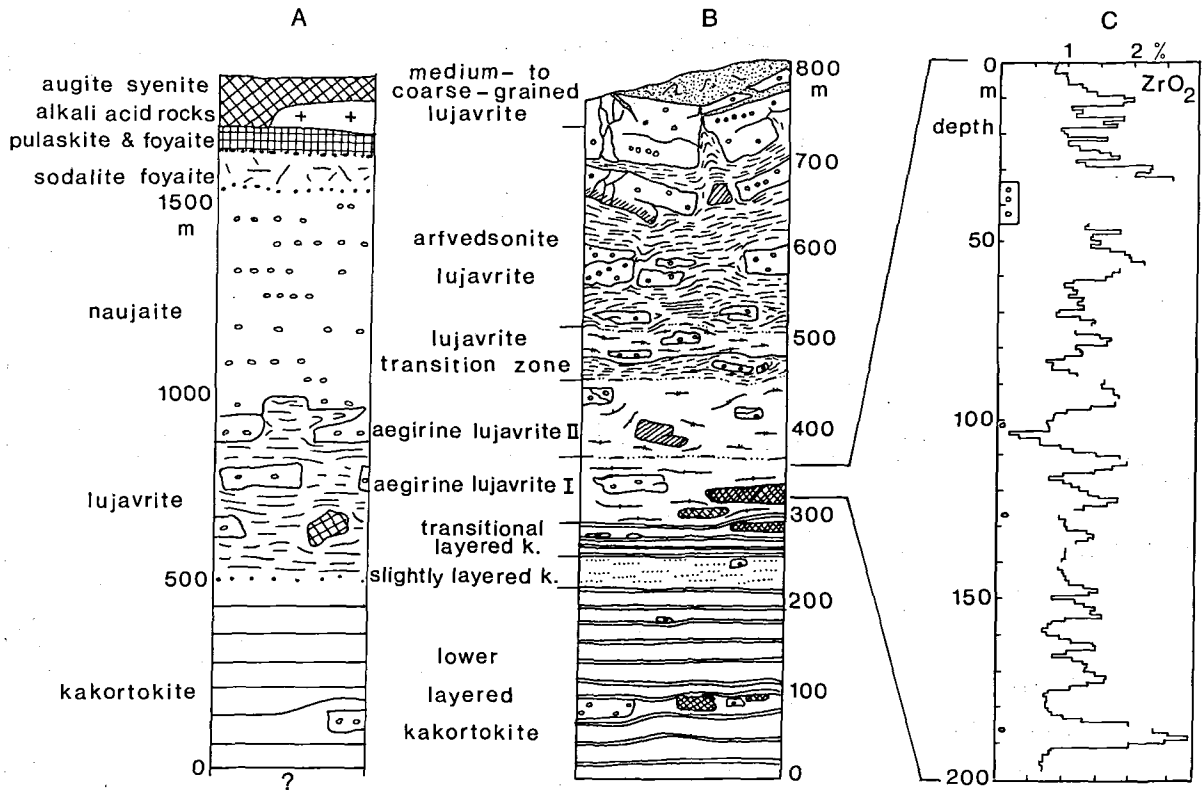 A
augite syenite
alkali acid rocks
pulaskite & foyaite
sodalite foyaite
1500
m
naujaite
1000
lujavrite
500
kakortokite
0
?
B
medium- to
coarse-grained
lujavrite
arfvedsonite
lujavrite
lujavrite
transition zone
aegirine lujavrite II
aegirine lujavrite I
transitional
layered k.
slightly layered k.
lower
layered
kakortokite
800
m
700
600
500
400
300
200
100
0
C
1 2 %
ZrO2
0
m
depth
50
100
150
200